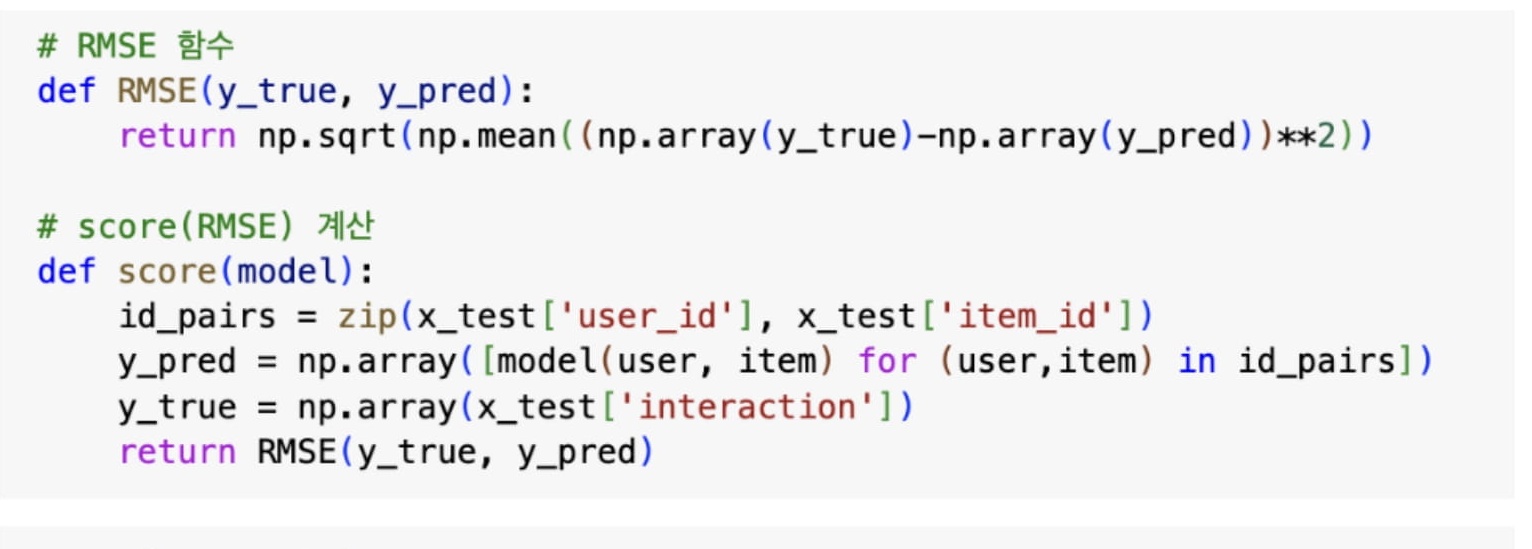 # RMSE 함수
def RMSE(y_true, y_pred):
    return np.sqrt(np.mean((np.array(y_true)-np.array(y_pred))**2))
# score(RMSE) 계산
def score(model):
    id_pairs = zip(x_test['user_id'], x_test['item_id'])
    y_pred = np.array([model(user, item) for (user,item) in id_pairs])
    y_true = np.array(x_test['interaction'])
    return RMSE(y_true, y_pred)